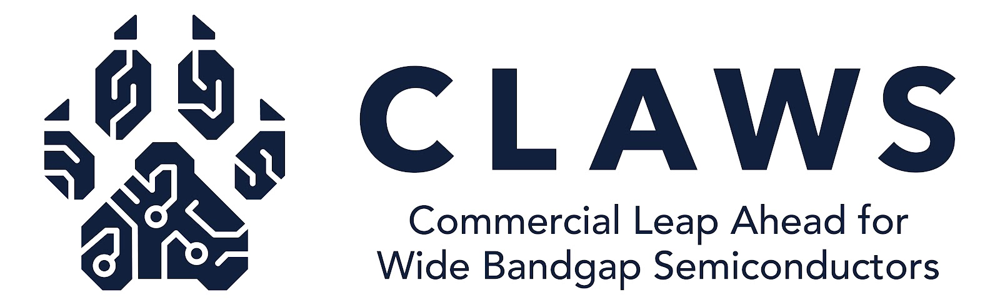 CLAWS
Commercial Leap Ahead for
Wide Bandgap Semiconductors